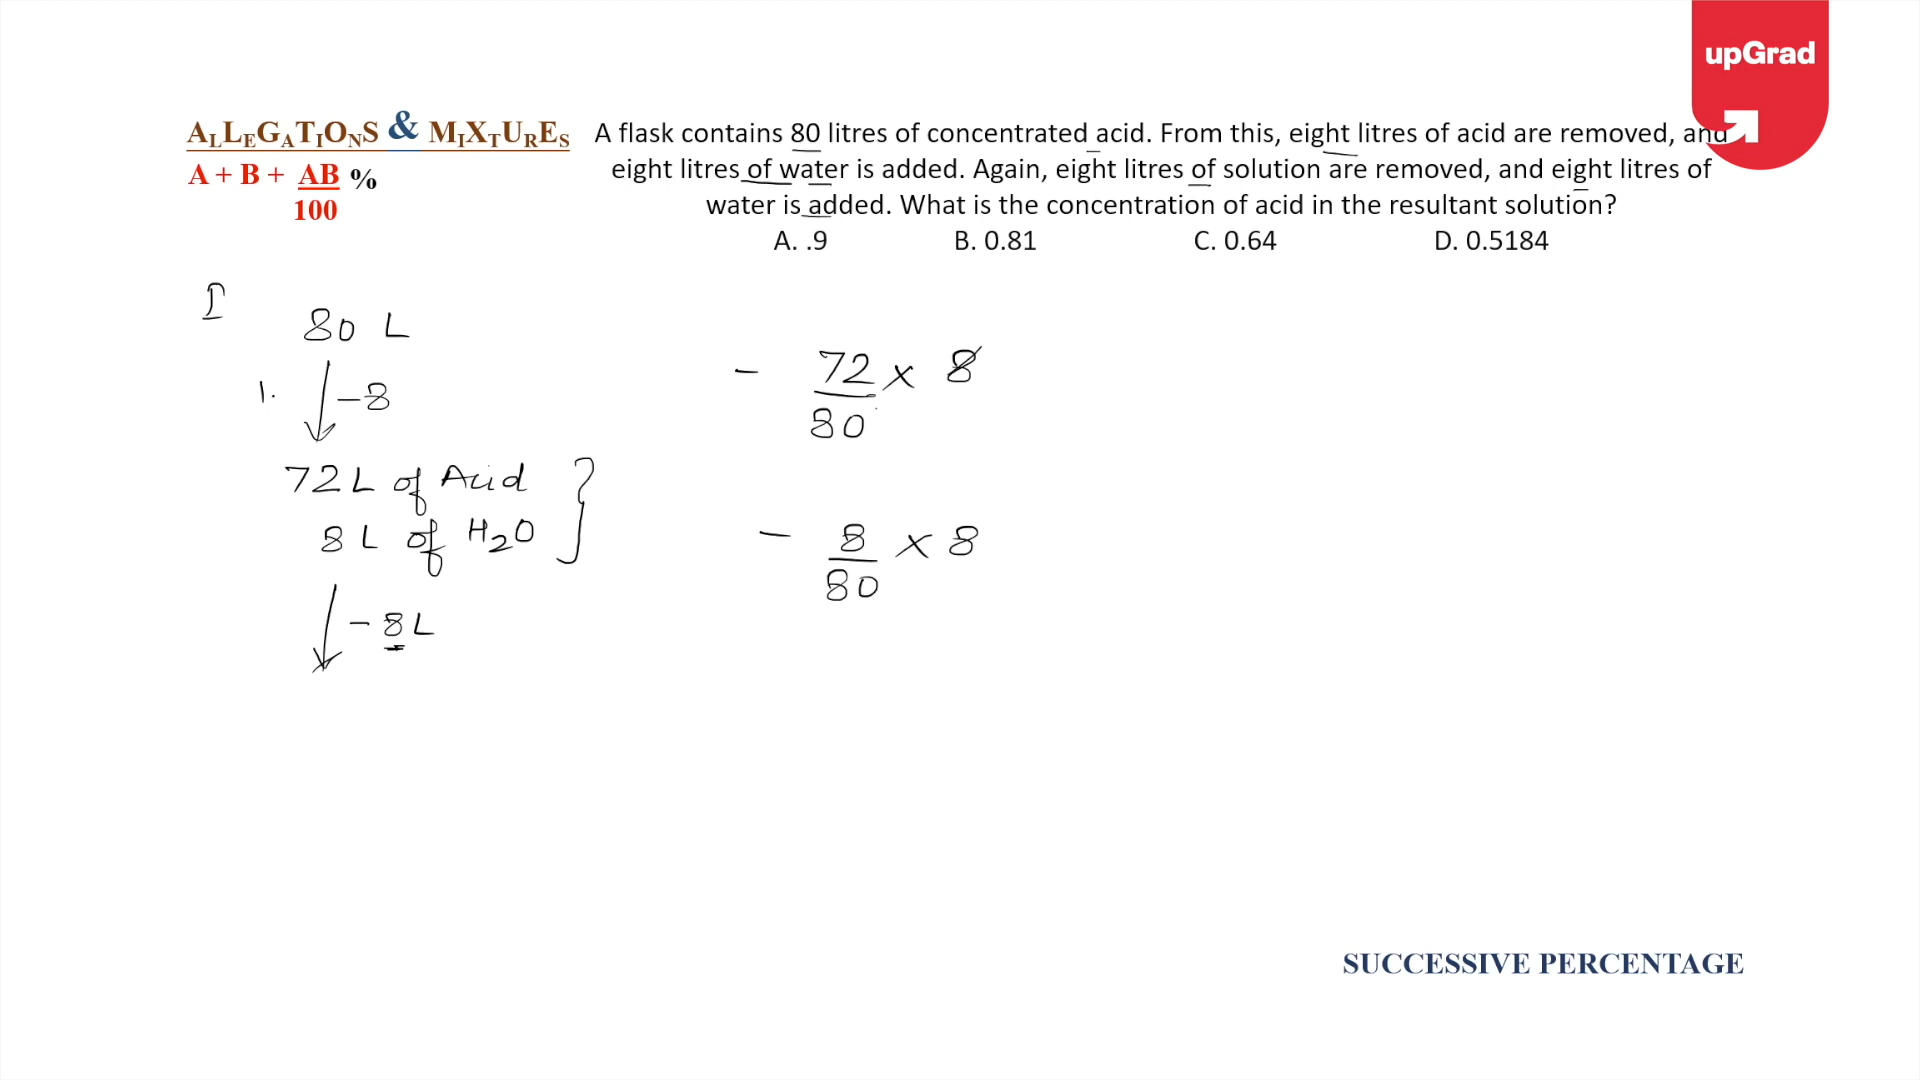 upGrad
ALLEGATIONS & MIXTURES
A + B + AB %
100
A flask contains 80 litres of concentrated acid. From this, eight litres of acid are removed, and
eight litres of water is added. Again, eight litres of solution are removed, and eight litres of
water is added. What is the concentration of acid in the resultant solution?
A. .9 B. 0.81 C. 0.64 D. 0.5184
I
80 L
1. -8
72L of Acid
8 L of H2O
- 8L
- 72 x 8
80
- 8 x 8
80
SUCCESSIVE PERCENTAGE